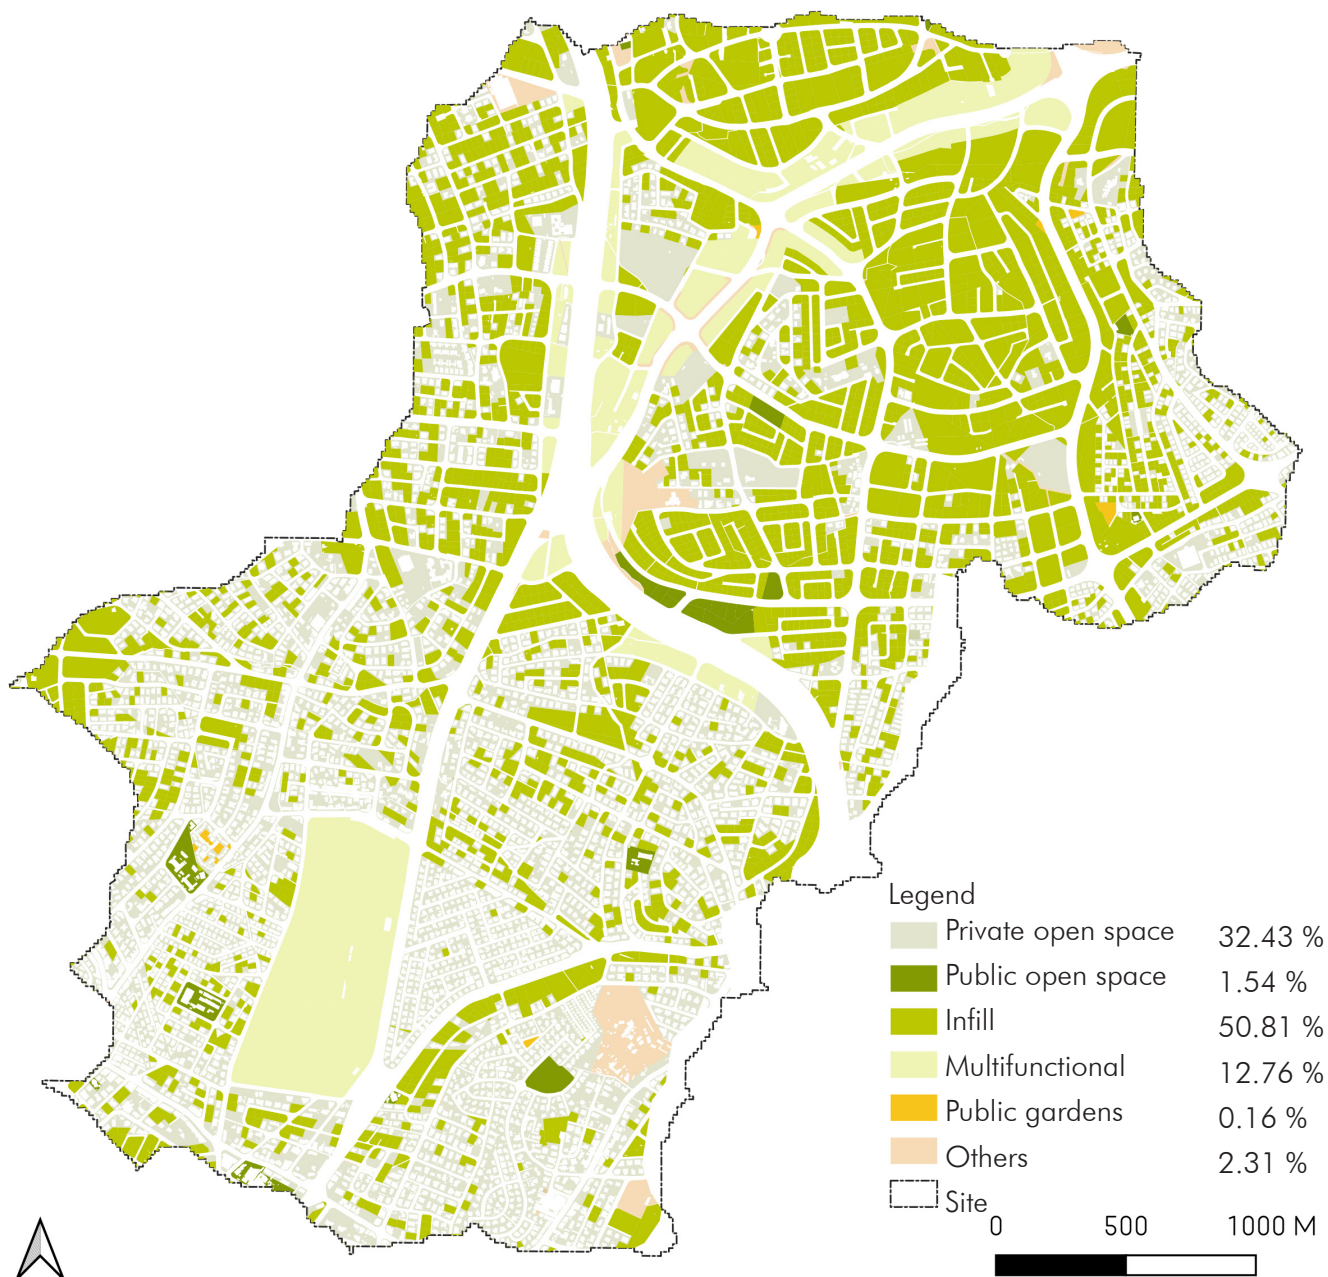 Legend
Private open space 32.43 %
Public open space 1.54 %
Infill 50.81 %
Multifunctional 12.76 %
Public gardens 0.16 %
Others 2.31 %
Site
0 500 1000 M